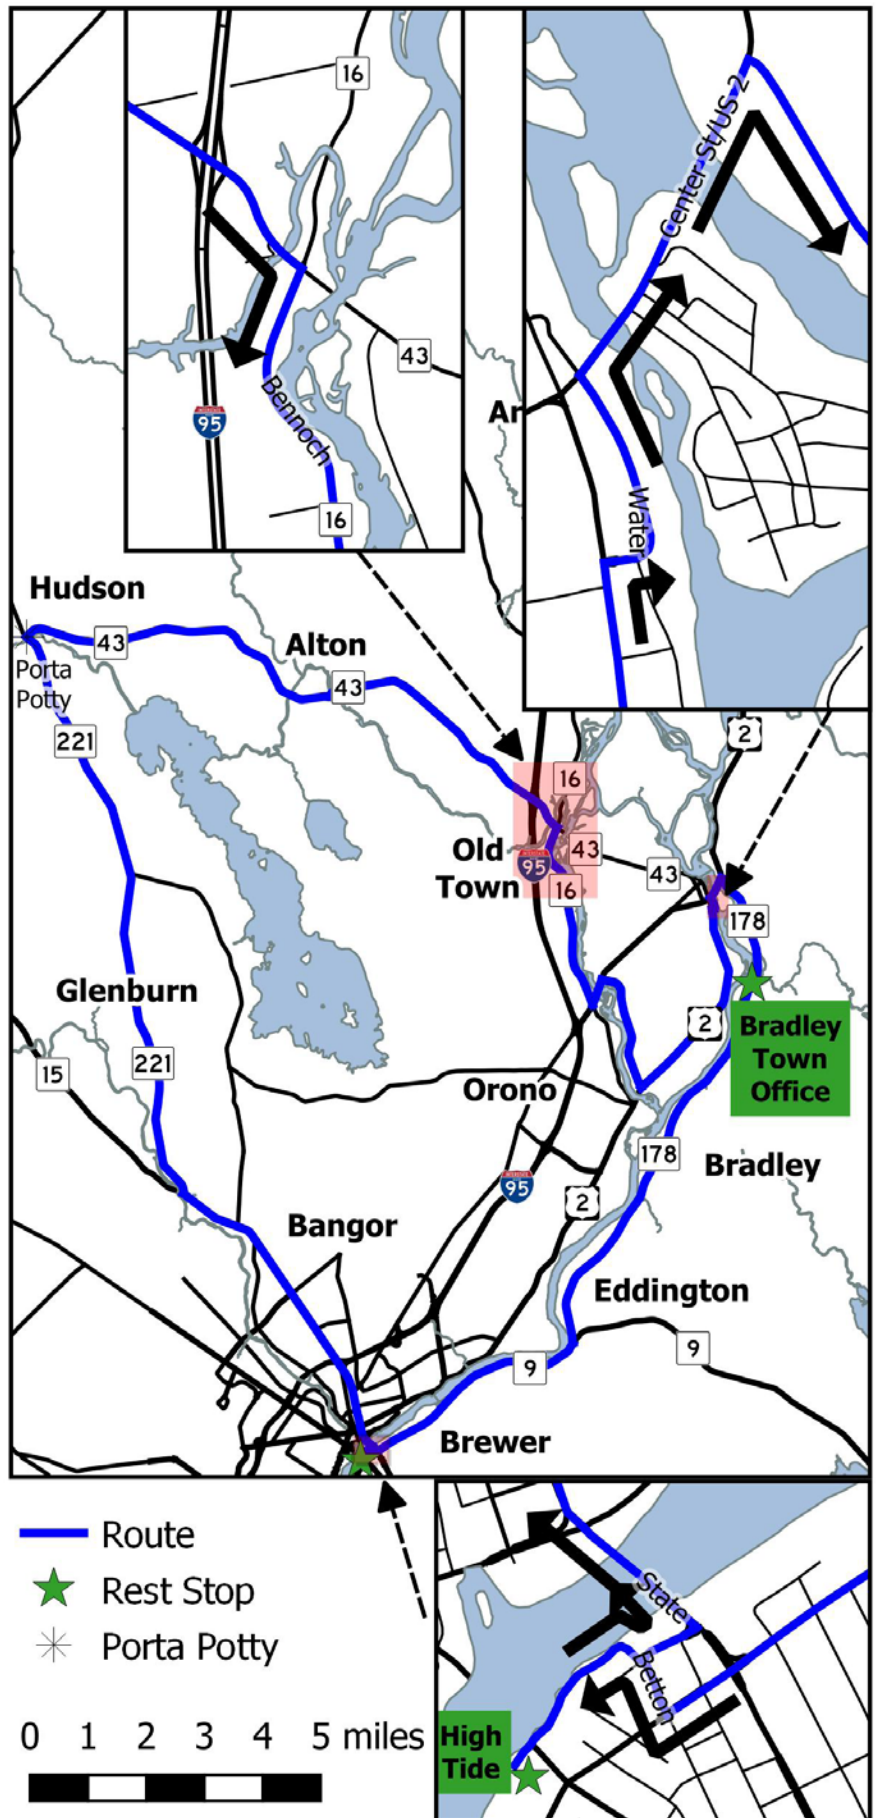 16
Center St/US-2
43
Ar
95
Bennoch
16
Water
Hudson
43
Alton
Porta
Potty
43
221
2
16
Old
Town
95
43
43
16
178
Glenburn
2
Bradley
Town
Office
15
221
Orono
178
Bradley
95
2
Bangor
Eddington
9
9
Brewer
Route
Rest Stop
Porta Potty
State
Betton
0 1 2 3 4 5 miles
High
Tide